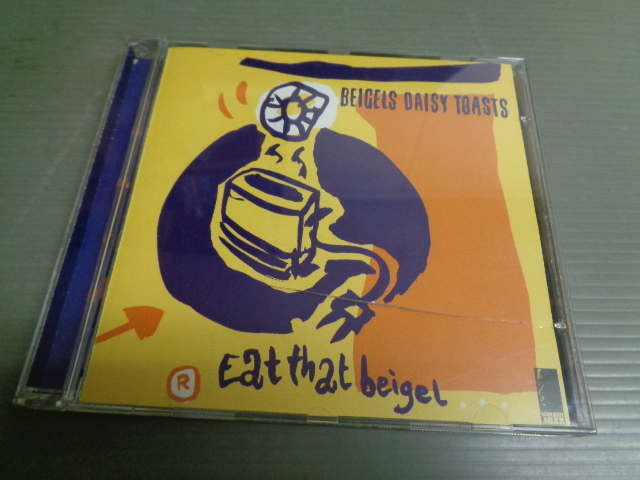 BEIGELS DAISY TOASTS
R Eat that beigel ...